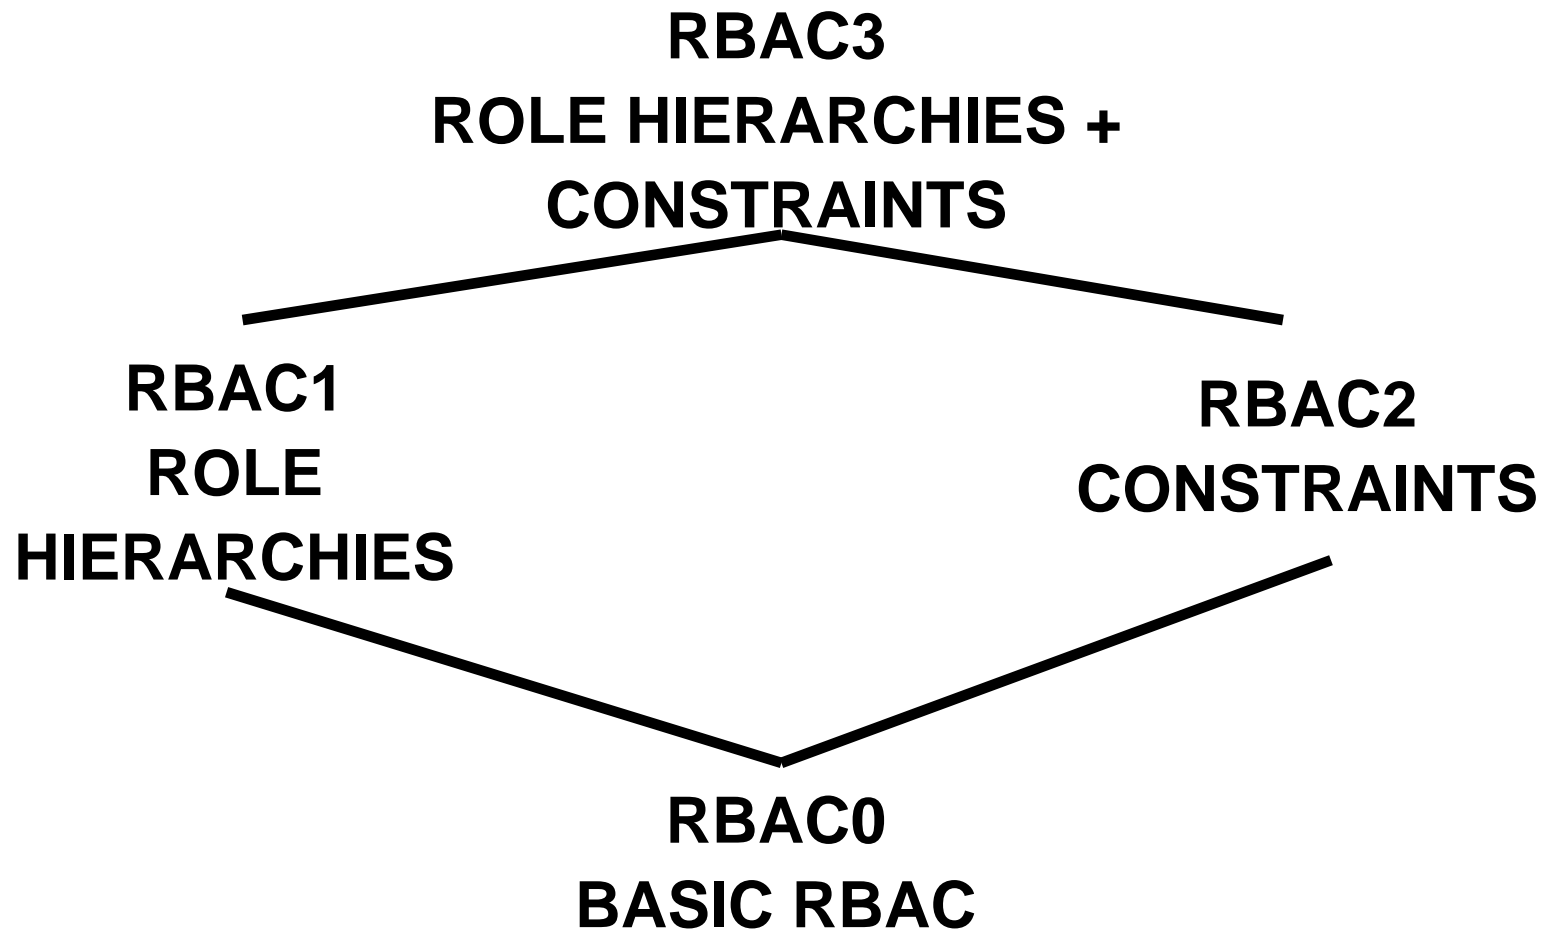 RBAC3
ROLE HIERARCHIES +
CONSTRAINTS
RBAC1
ROLE
HIERARCHIES
RBAC2
CONSTRAINTS
RBAC0
BASIC RBAC